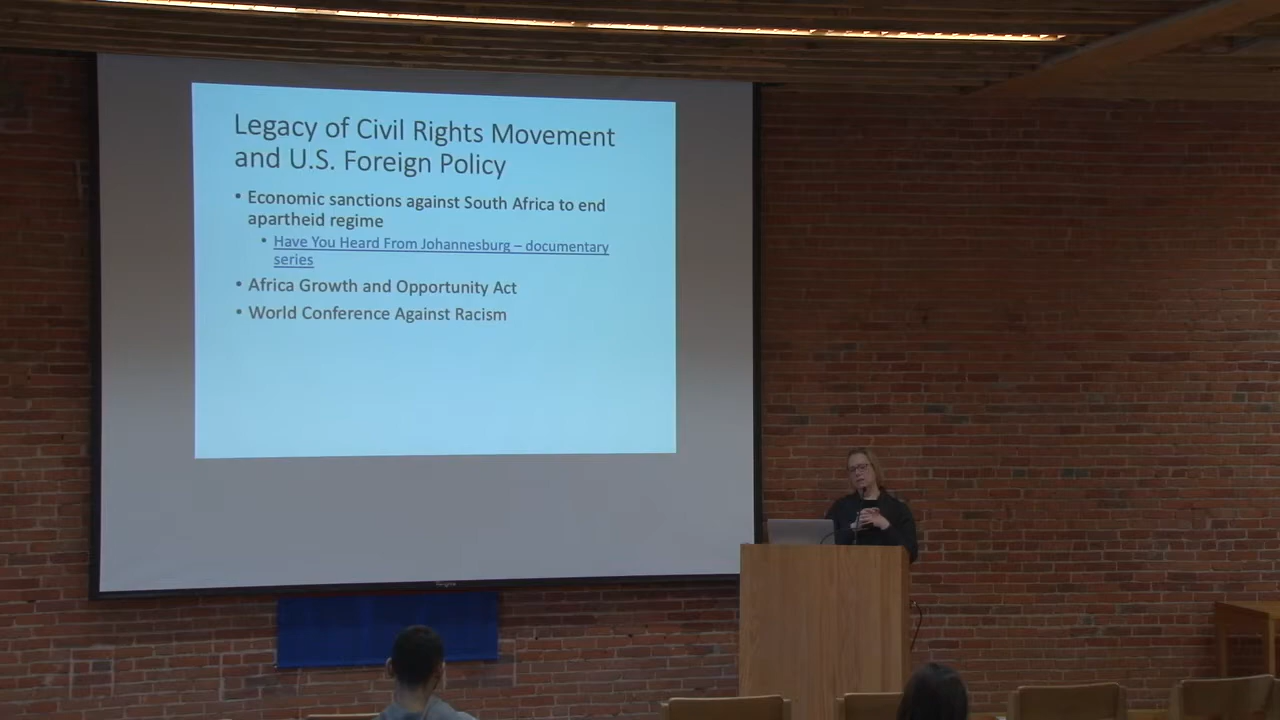 Legacy of Civil Rights Movement
and U.S. Foreign Policy
• Economic sanctions against South Africa to end
apartheid regime
• Have You Heard From Johannesburg – documentary
series
• Africa Growth and Opportunity Act
• World Conference Against Racism